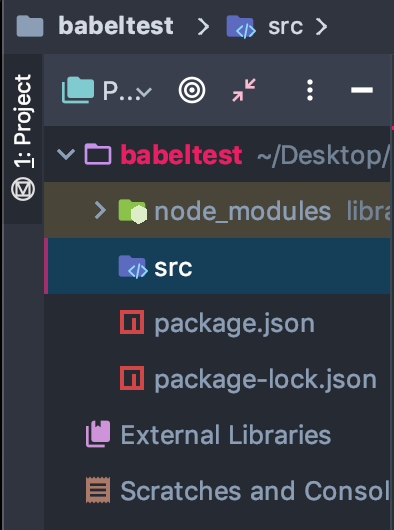 babeltest > src >
1: Project
P...
babeltest ~/Desktop/
node_modules libra
src
package.json
package-lock.json
External Libraries
Scratches and Consol